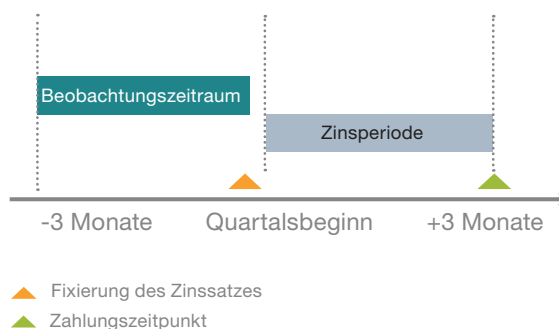 Beobachtungszeitraum
Zinsperiode
-3 Monate Quartalsbeginn +3 Monate
Fixierung des Zinssatzes
Zahlungszeitpunkt